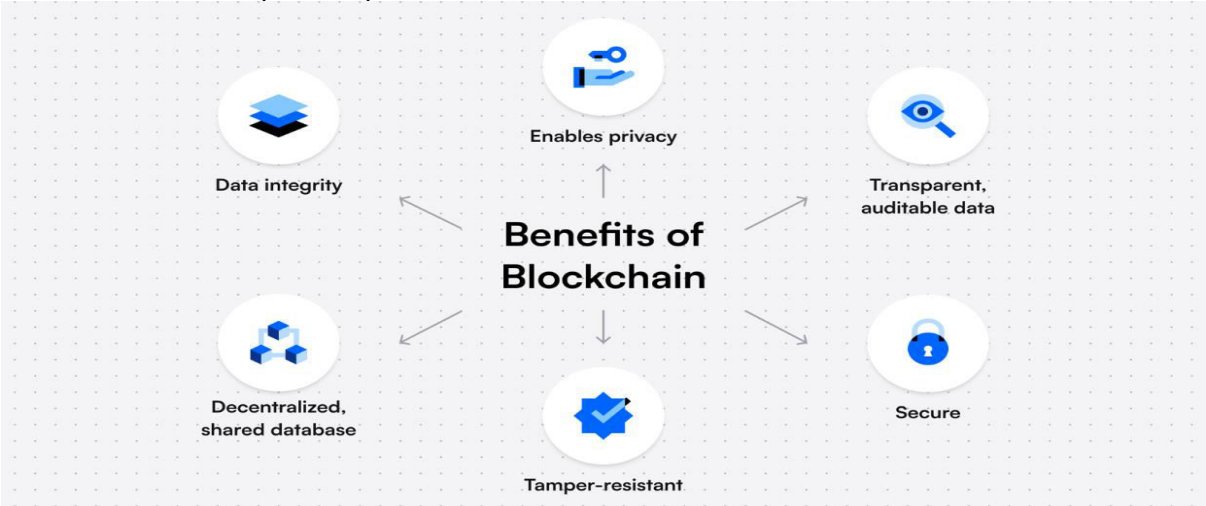 Enables privacy
Data integrity
Transparent,
auditable data
Benefits of
Blockchain
Decentralized,
shared database
Secure
Tamper-resistant